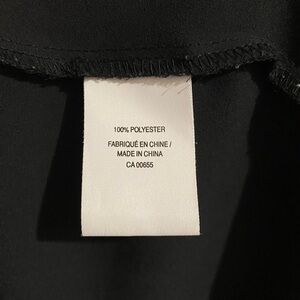 100% POLYESTER
FABRIQUÉ EN CHINE /
MADE IN CHINA
CA 00655